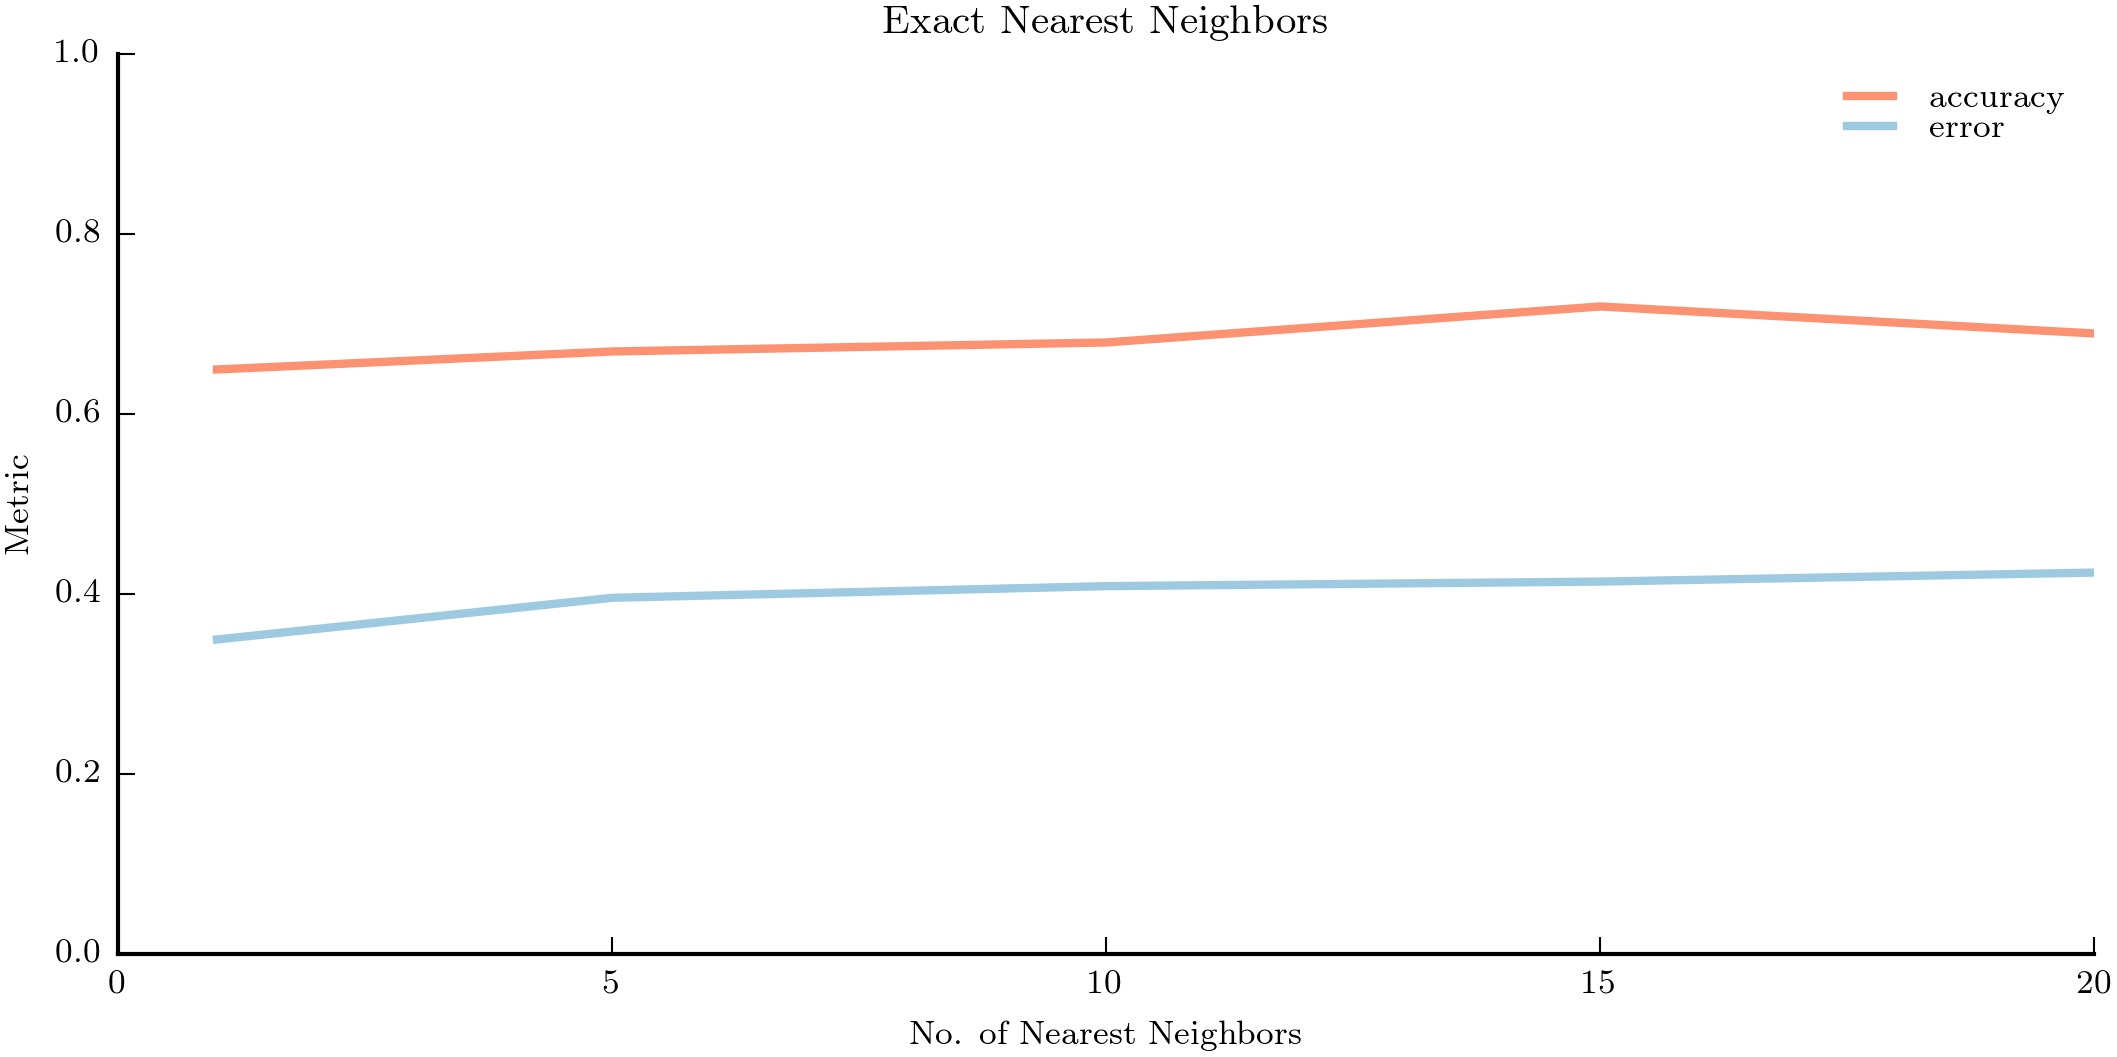 Exact Nearest Neighbors
1.0
accuracy
error
0.8
0.6
Metric
0.4
0.2
0.0
0 5 10 15 20
No. of Nearest Neighbors